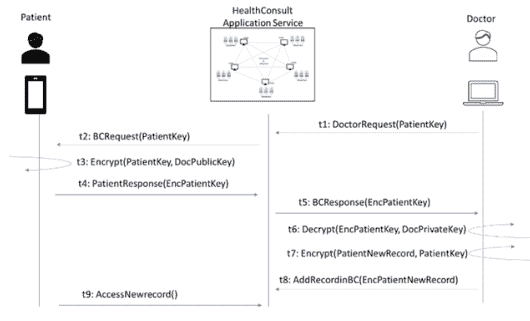 Patient
HealthConsult
Application Service
Doctor
t1: DoctorRequest(PatientKey)
t2: BCRequest(PatientKey)
t3: Encrypt(PatientKey, DocPublicKey)
t4: PatientResponse(EncPatientKey)
t5: BCResponse(EncPatientKey)
t6: Decrypt(EncPatientKey, DocPrivateKey)
t7: Encrypt(PatientNewRecord, PatientKey)
t8: AddRecordinBC(EncPatientNewRecord)
t9: AccessNewrecord()